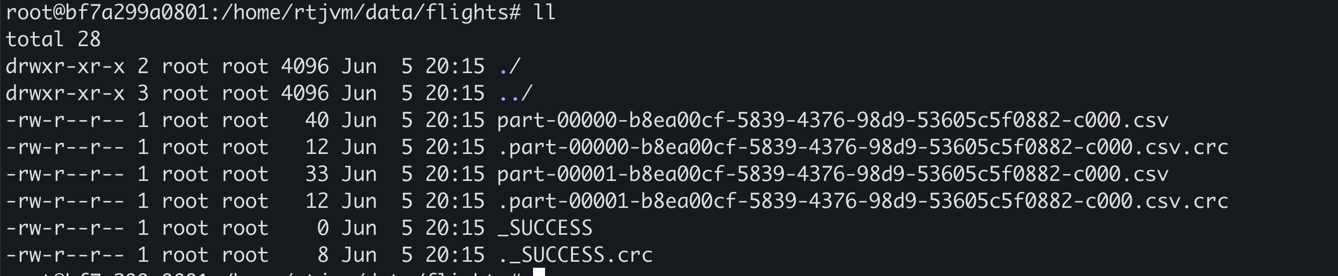 root@bf7a299a0801:/home/rtjvm/data/flights# ll
total 28
drwxr-xr-x 2 root root 4096 Jun  5 20:15 ./
drwxr-xr-x 3 root root 4096 Jun  5 20:15 ../
-rw-r--r-- 1 root root   40 Jun  5 20:15 part-00000-b8ea00cf-5839-4376-98d9-53605c5f0882-c000.csv
-rw-r--r-- 1 root root   12 Jun  5 20:15 .part-00000-b8ea00cf-5839-4376-98d9-53605c5f0882-c000.csv.crc
-rw-r--r-- 1 root root   33 Jun  5 20:15 part-00001-b8ea00cf-5839-4376-98d9-53605c5f0882-c000.csv
-rw-r--r-- 1 root root   12 Jun  5 20:15 .part-00001-b8ea00cf-5839-4376-98d9-53605c5f0882-c000.csv.crc
-rw-r--r-- 1 root root    0 Jun  5 20:15 _SUCCESS
-rw-r--r-- 1 root root    8 Jun  5 20:15 ._SUCCESS.crc
root@bf7a299a0801:/home/rtjvm/data/flights#